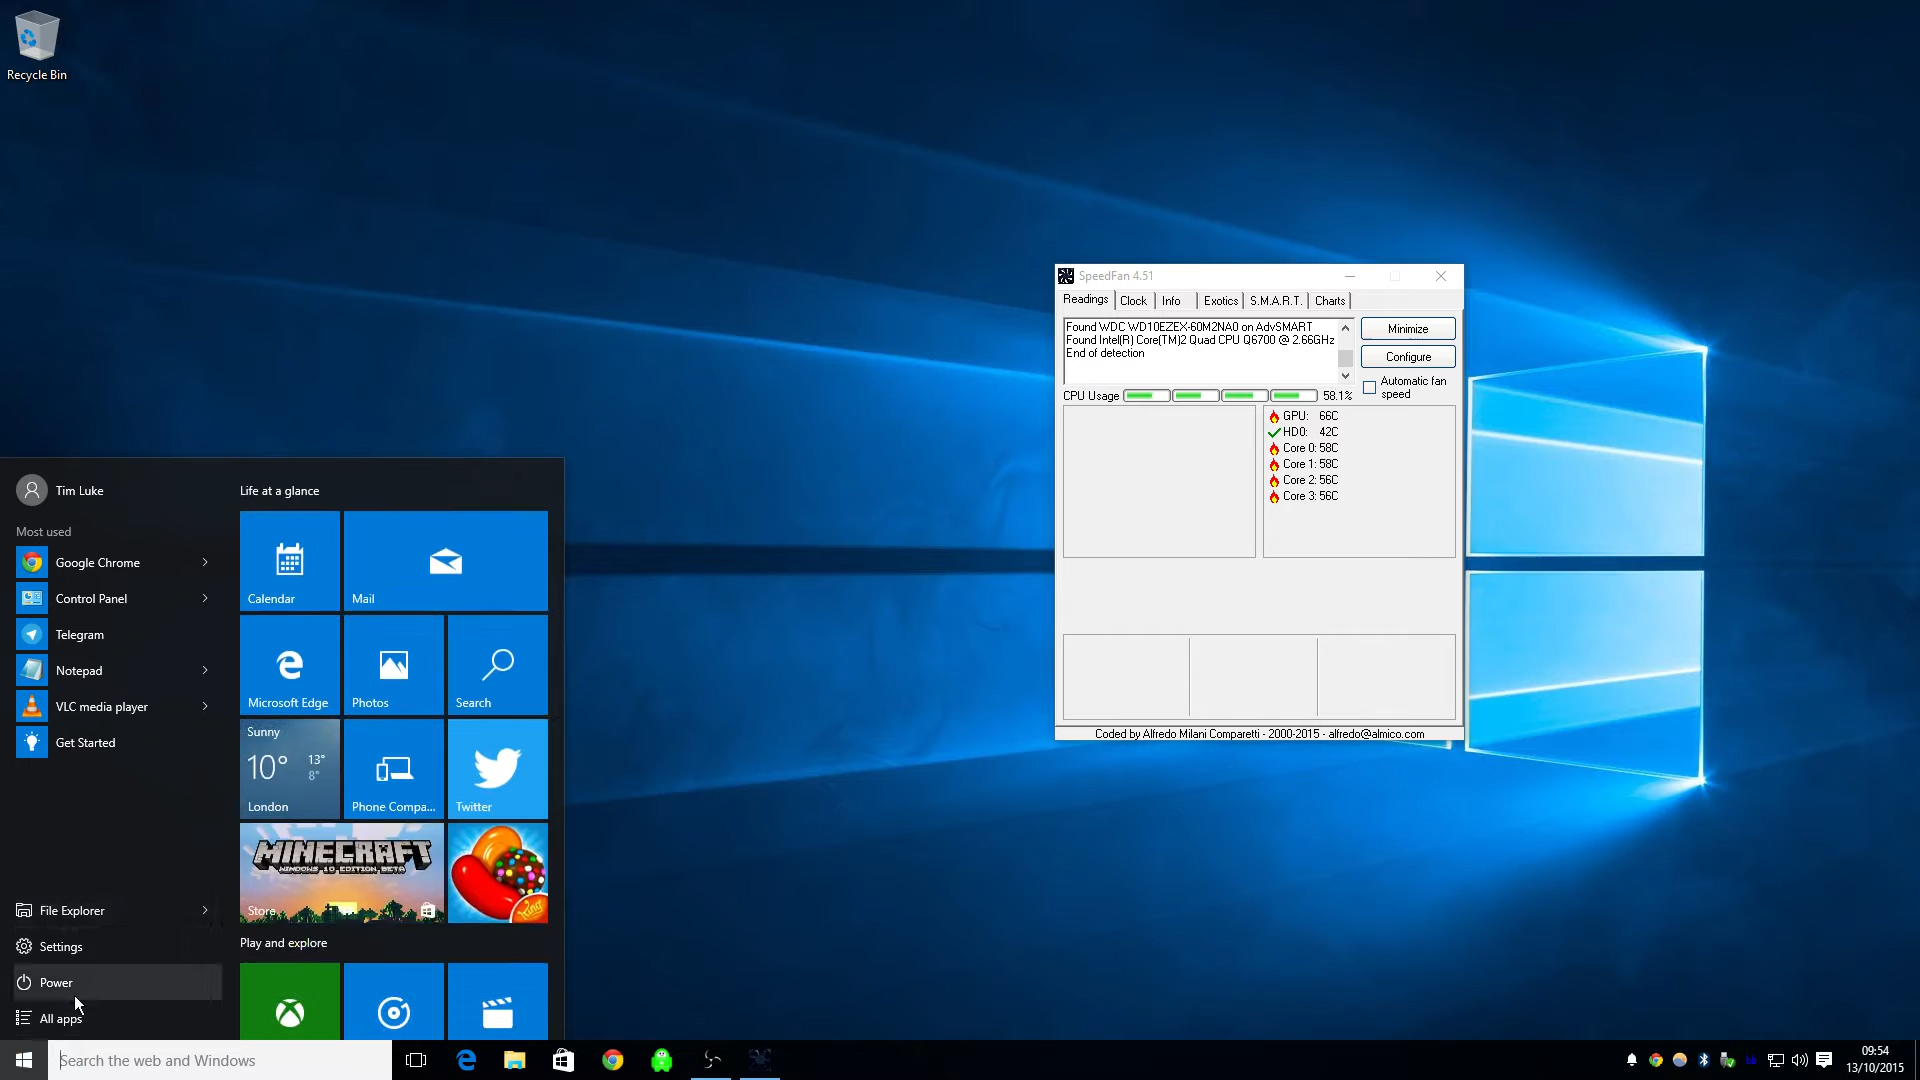 Recycle Bin
SpeedFan 4.51
Readings Clock Info Exotics S.M.A.R.T. Charts
Found WDC WD10EZEX-60M2NA0 on AdvSMART
Found Intel(R) Core(TM)2 Quad CPU Q6700 @ 2.66GHz
End of detection
Minimize
Configure
Automatic fan
speed
CPU Usage 58.1%
GPU: 66C
HD0: 42C
Core 0: 58C
Core 1: 58C
Core 2: 56C
Core 3: 56C
Coded by Alfredo Milani Comparetti - 2000-2015 - alfredo@almico.com
Tim Luke
Most used
Google Chrome
Control Panel
Telegram
Notepad
VLC media player
Get Started
File Explorer
Settings
Power
All apps
Life at a glance
Calendar
Mail
Microsoft Edge
Photos
Search
Sunny
10° 13°
8°
London
Phone Compa...
Twitter
MINECRAFT
WINDOWS 10 EDITION BETA
Store
King
Play and explore
Search the web and Windows
09:54
13/10/2015